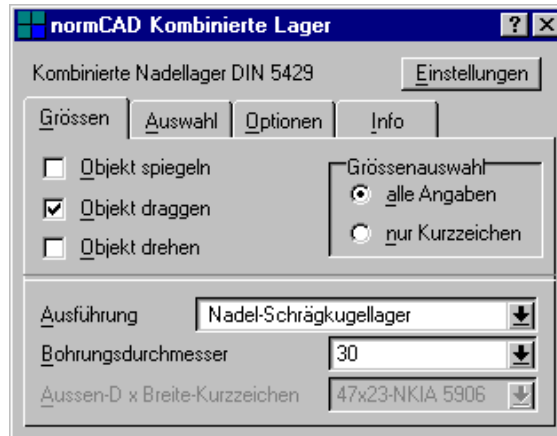 normCAD Kombinierte Lager
Kombinierte Nadellager DIN 5429
Einstellungen
Grössen Auswahl Optionen Info
Objekt spiegeln
Objekt draggen
Objekt drehen
Grössenauswahl
alle Angaben
nur Kurzzeichen
Ausführung Nadel-Schrägkugellager
Bohrungsdurchmesser 30
Aussen-D x Breite-Kurzzeichen 47x23-NKIA 5906